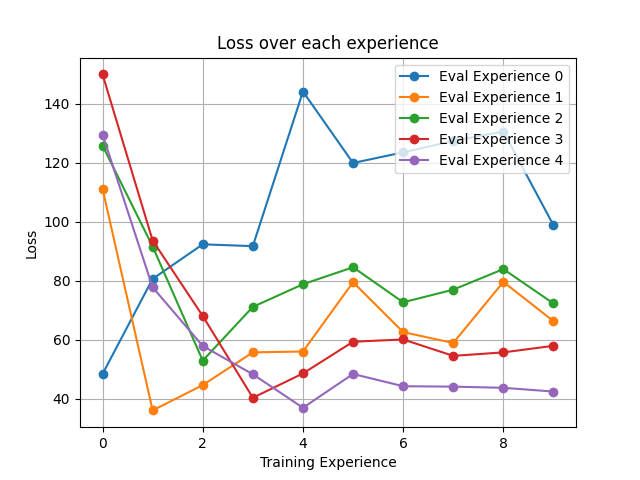 Loss over each experience
Eval Experience 0
Eval Experience 1
Eval Experience 2
Eval Experience 3
Eval Experience 4
Loss
140
120
100
80
60
40
0 2 4 6 8
Training Experience